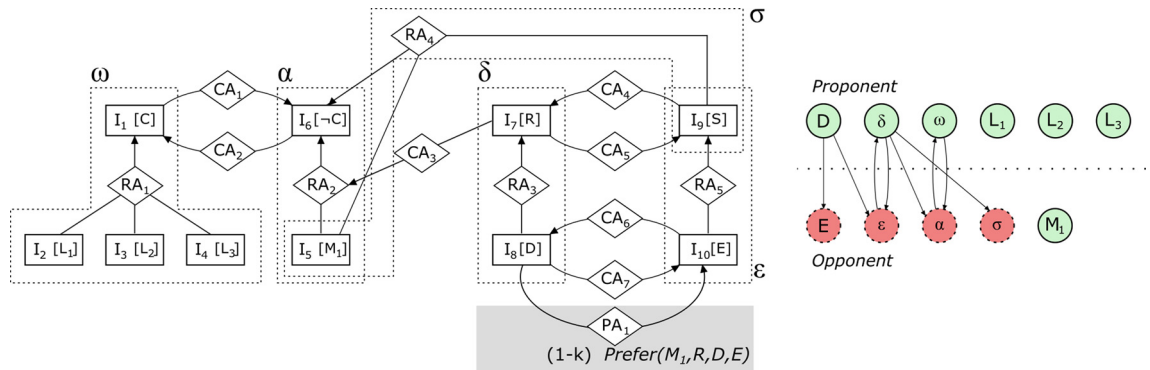 σ
RA4
ω
α
δ
CA1
CA4
I1 [C]
I6[¬C]
I7[R]
I9[S]
CA2
CA3
CA5
RA1
RA2
RA3
RA5
CA6
I2 [L1]
I3 [L2]
I4 [L3]
I5 [M1]
I8[D]
I10[E]
CA7
ε
PA1
(1-k) Prefer(M1,R,D,E)
Proponent
D
δ
ω
L1
L2
L3
E
ε
α
σ
M1
Opponent